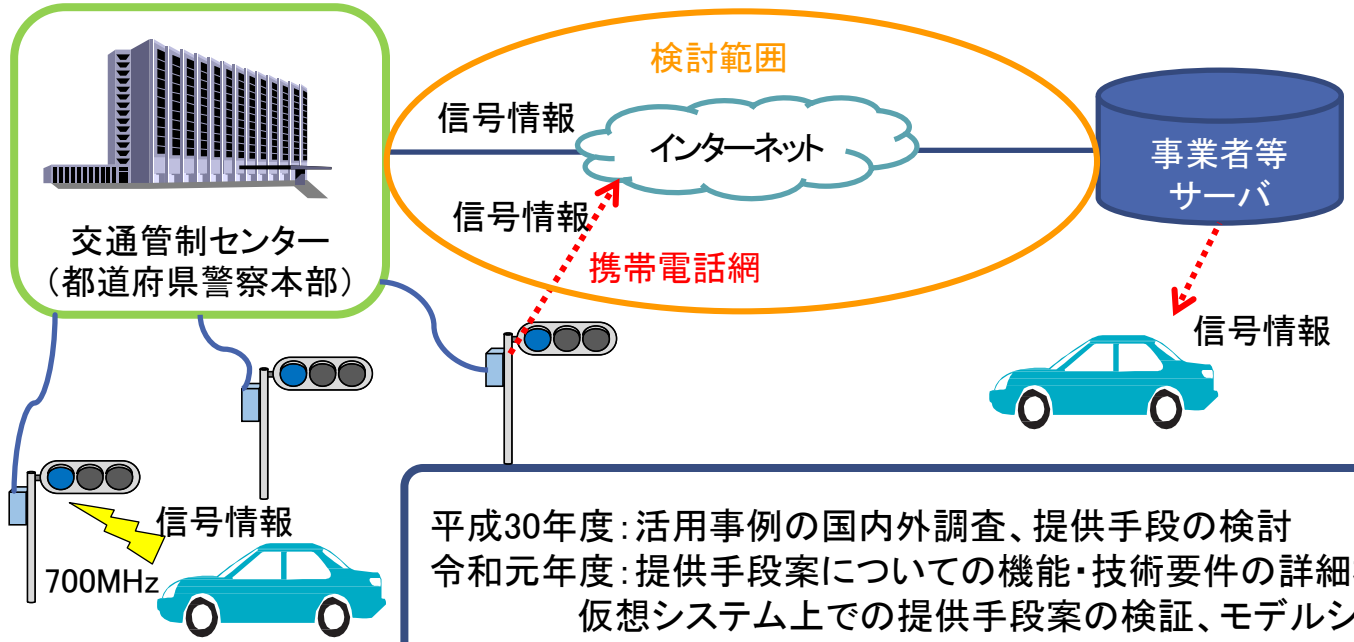 検討範囲
信号情報
インターネット
事業者等
サーバ
信号情報
交通管制センター
（都道府県警察本部）
携帯電話網
信号情報
信号情報
700MHz
平成30年度：活用事例の国内外調査、提供手段の検討
令和元年度：提供手段案についての機能・技術要件の詳細
仮想システム上での提供手段案の検証、モデルシ